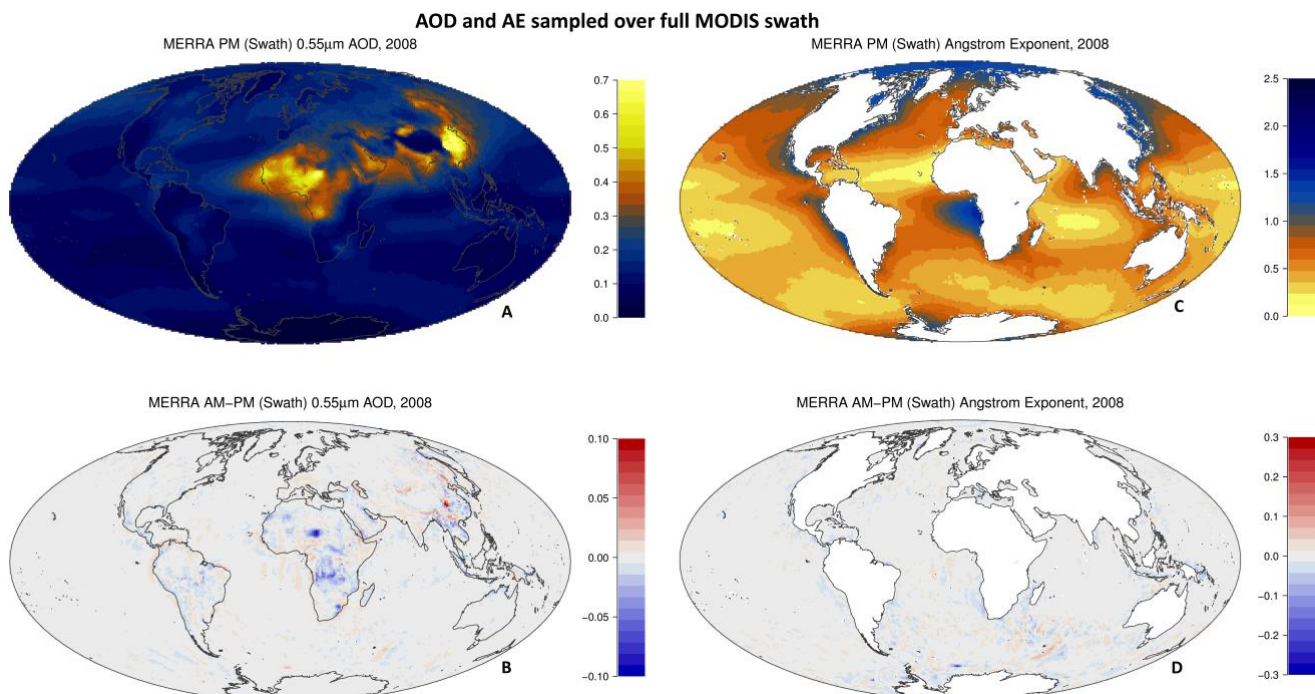 AOD and AE sampled over full MODIS swath
MERRA PM (Swath) 0.55μm AOD, 2008
0.7
0.6
0.5
0.4
0.3
0.2
0.1
0.0
A
MERRA PM (Swath) Angstrom Exponent, 2008
2.5
2.0
1.5
1.0
0.5
0.0
C
MERRA AM−PM (Swath) 0.55μm AOD, 2008
0.10
0.05
0.00
−0.05
−0.10
B
MERRA AM−PM (Swath) Angstrom Exponent, 2008
0.3
0.2
0.1
0.0
−0.1
−0.2
−0.3
D